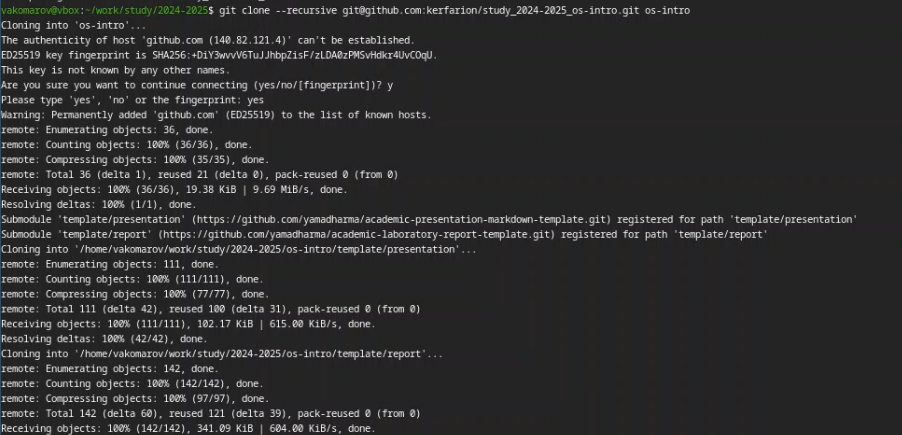 vakomarov@vbox:~/work/study/2024-2025$ git clone --recursive git@github.com:kerfarion/study_2024-2025_os-intro.git os-intro
Cloning into 'os-intro'...
The authenticity of host 'github.com (140.82.121.4)' can't be established.
ED25519 key fingerprint is SHA256:+DiY3wvvV6TuJJhbpZisF/zLDA0zPMSvHdkr4UvCOqU.
This key is not known by any other names.
Are you sure you want to continue connecting (yes/no/[fingerprint])? y
Please type 'yes', 'no' or the fingerprint: yes
Warning: Permanently added 'github.com' (ED25519) to the list of known hosts.
remote: Enumerating objects: 36, done.
remote: Counting objects: 100% (36/36), done.
remote: Compressing objects: 100% (35/35), done.
remote: Total 36 (delta 1), reused 21 (delta 0), pack-reused 0 (from 0)
Receiving objects: 100% (36/36), 19.38 KiB | 9.69 MiB/s, done.
Resolving deltas: 100% (1/1), done.
Submodule 'template/presentation' (https://github.com/yamadharma/academic-presentation-markdown-template.git) registered for path 'template/presentation'
Submodule 'template/report' (https://github.com/yamadharma/academic-laboratory-report-template.git) registered for path 'template/report'
Cloning into '/home/vakomarov/work/study/2024-2025/os-intro/template/presentation'...
remote: Enumerating objects: 111, done.
remote: Counting objects: 100% (111/111), done.
remote: Compressing objects: 100% (77/77), done.
remote: Total 111 (delta 42), reused 100 (delta 31), pack-reused 0 (from 0)
Receiving objects: 100% (111/111), 102.17 KiB | 615.00 KiB/s, done.
Resolving deltas: 100% (42/42), done.
Cloning into '/home/vakomarov/work/study/2024-2025/os-intro/template/report'...
remote: Enumerating objects: 142, done.
remote: Counting objects: 100% (142/142), done.
remote: Compressing objects: 100% (97/97), done.
remote: Total 142 (delta 60), reused 121 (delta 39), pack-reused 0 (from 0)
Receiving objects: 100% (142/142), 341.09 KiB | 604.00 KiB/s, done.